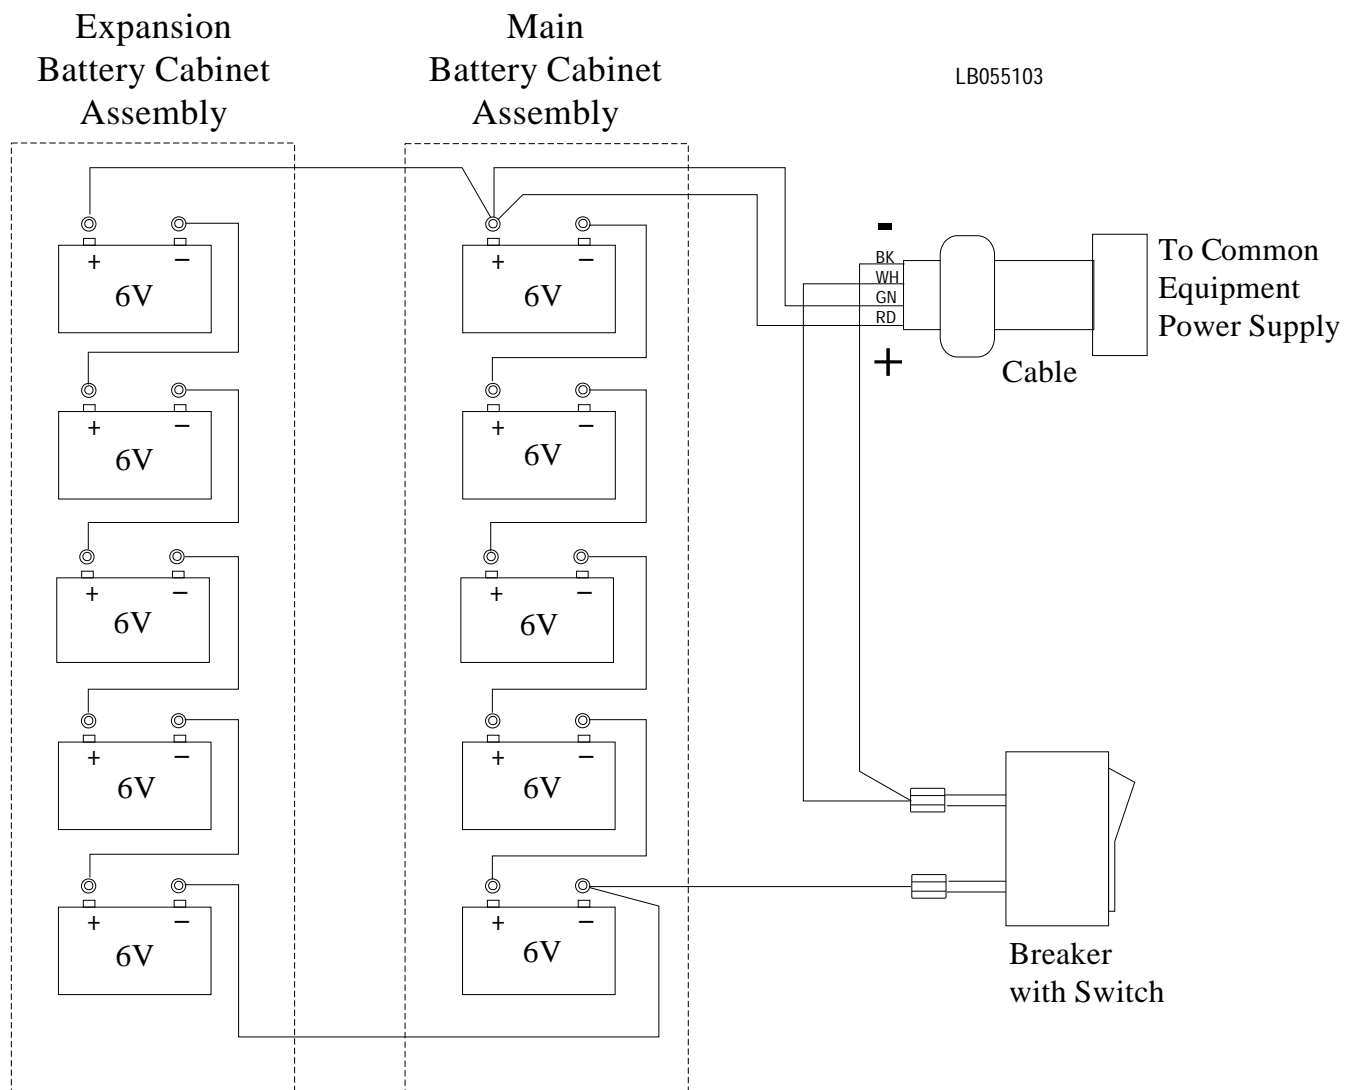 Expansion
Battery Cabinet
Assembly
Main
Battery Cabinet
Assembly
LB055103
+ −
6V
+ −
6V
+ −
6V
+ −
6V
+ −
6V
+ −
6V
+ −
6V
+ −
6V
+ −
6V
+ −
6V
-
BK
WH
GN
RD
+
Cable
To Common
Equipment
Power Supply
Breaker
with Switch